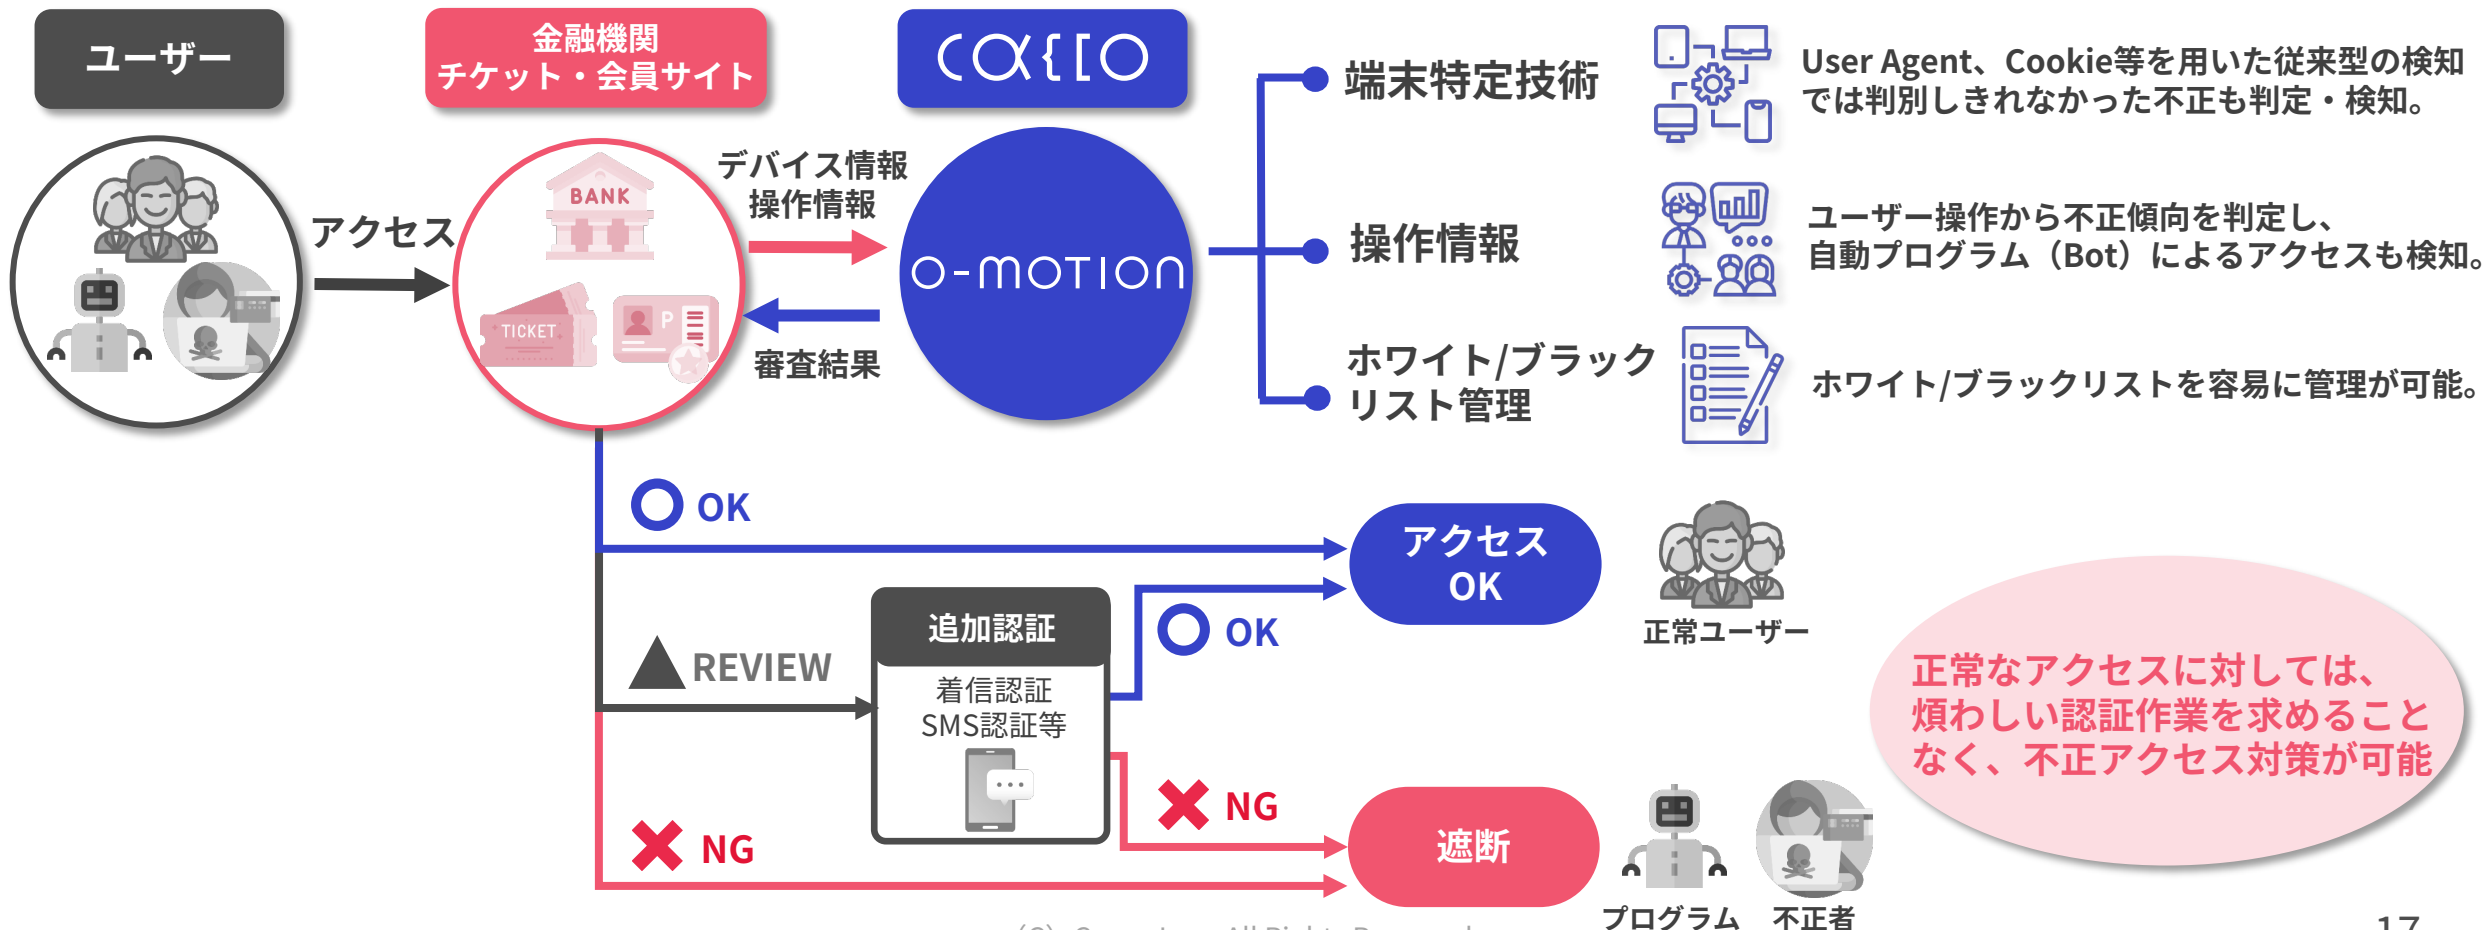 ユーザー
金融機関
チケット・会員サイト
CACCO
端末特定技術
User Agent、Cookie等を用いた従来型の検知
では判別しきれなかった不正も判定・検知。
アクセス
BANK
TICKET
P
デバイス情報
操作情報
審査結果
O-MOTION
操作情報
ユーザー操作から不正傾向を判定し、
自動プログラム（Bot）によるアクセスも検知。
ホワイト/ブラック
リスト管理
ホワイト/ブラックリストを容易に管理が可能。
OK
アクセス
OK
正常ユーザー
REVIEW
追加認証
着信認証
SMS認証等
OK
NG
NG
遮断
プログラム
不正者
正常なアクセスに対しては、
煩わしい認証作業を求めること
なく、不正アクセス対策が可能
All Rights Reserved
17